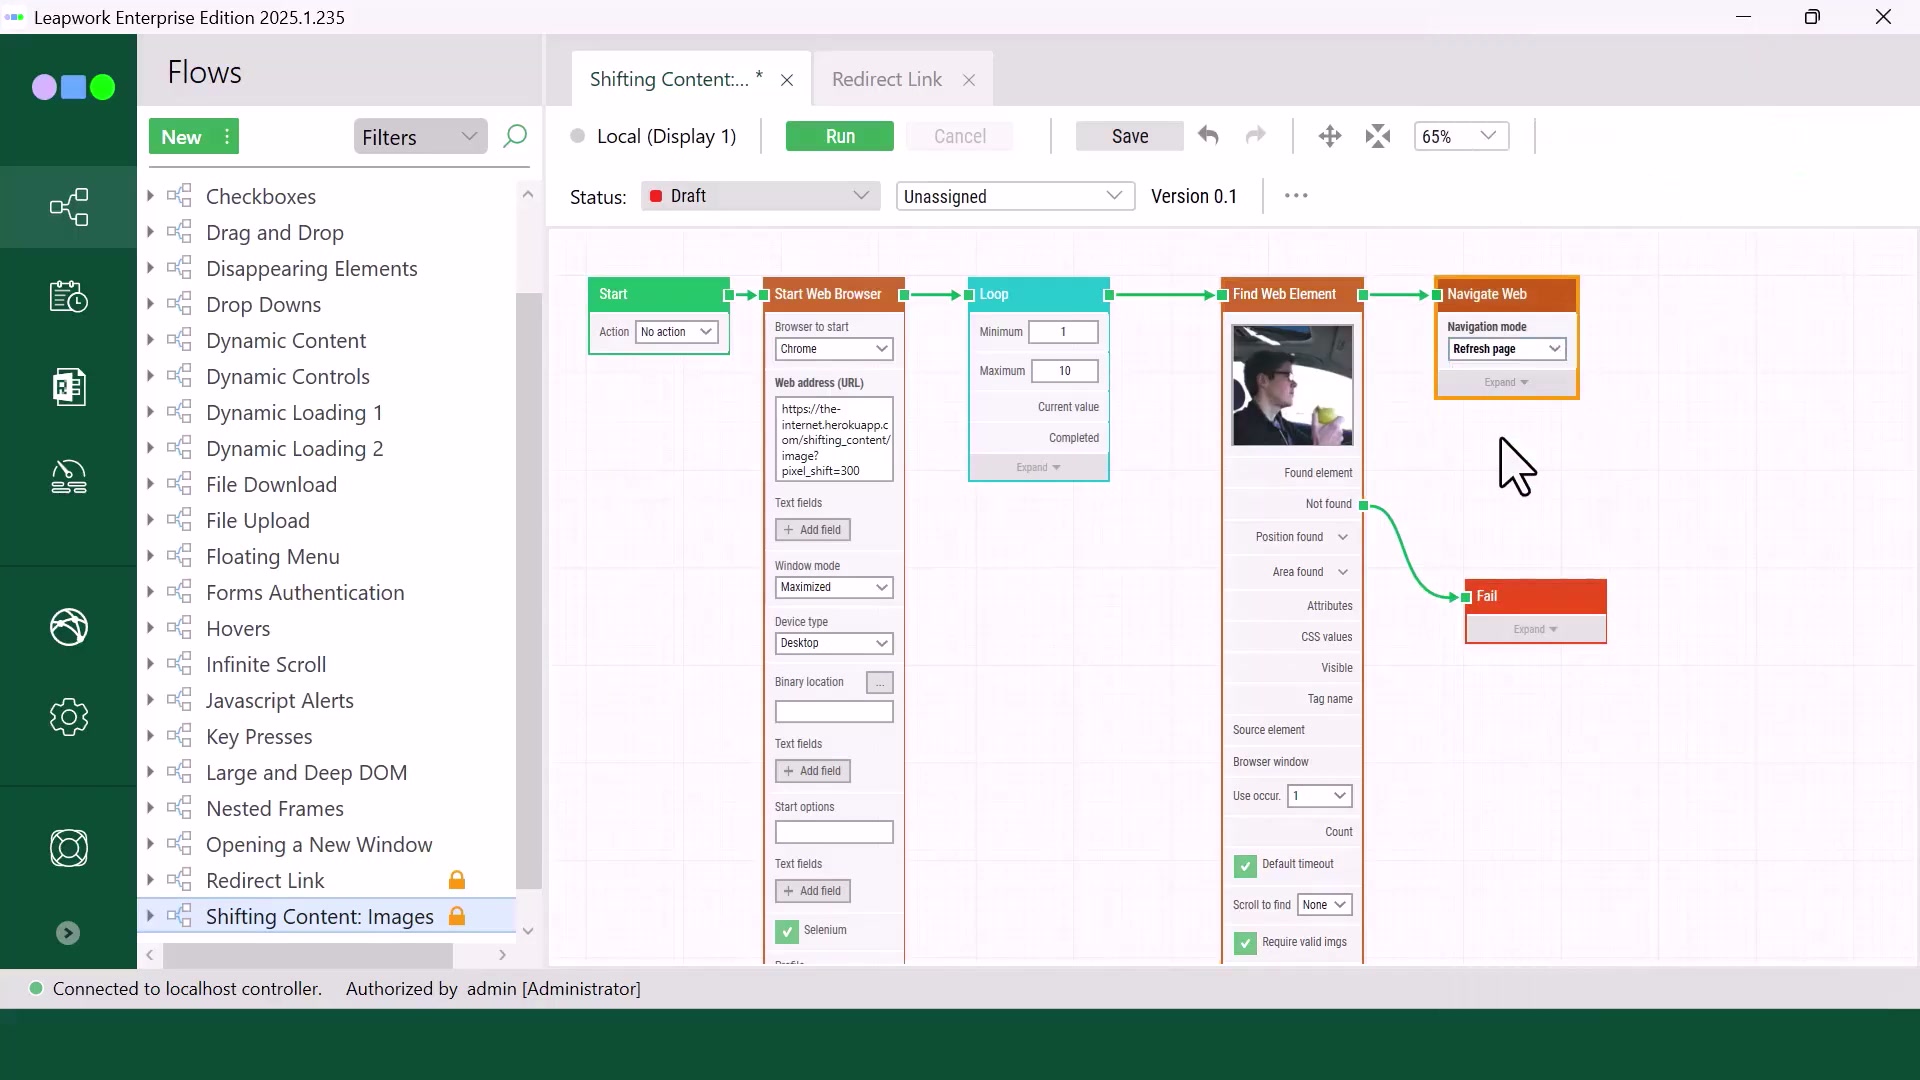 Leapwork Enterprise Edition 2025.1.235
Flows
New
Filters
Checkboxes
Drag and Drop
Disappearing Elements
Drop Downs
Dynamic Content
Dynamic Controls
Dynamic Loading 1
Dynamic Loading 2
File Download
File Upload
Floating Menu
Forms Authentication
Hovers
Infinite Scroll
Javascript Alerts
Key Presses
Large and Deep DOM
Nested Frames
Opening a New Window
Redirect Link
Shifting Content: Images
Shifting Content:... *
Redirect Link
Local (Display 1)
Run
Cancel
Save
65%
Status:
Draft
Unassigned
Version 0.1
Start
Action
No action
Start Web Browser
Browser to start
Chrome
Web address (URL)
https://the-
internet.herokuapp.c
om/shifting_content/
image?
pixel_shift=300
Text fields
+ Add field
Window mode
Maximized
Device type
Desktop
Binary location
...
Text fields
+ Add field
Start options
Text fields
+ Add field
Selenium
Loop
Minimum
1
Maximum
10
Current value
Completed
Expand
Find Web Element
Found element
Not found
Position found
Area found
Attributes
CSS values
Visible
Tag name
Source element
Browser window
Use occur.
1
Count
Default timeout
Scroll to find
None
Require valid imgs
Navigate Web
Navigation mode
Refresh page
Expand
Fail
Expand
Connected to localhost controller.
Authorized by admin [Administrator]